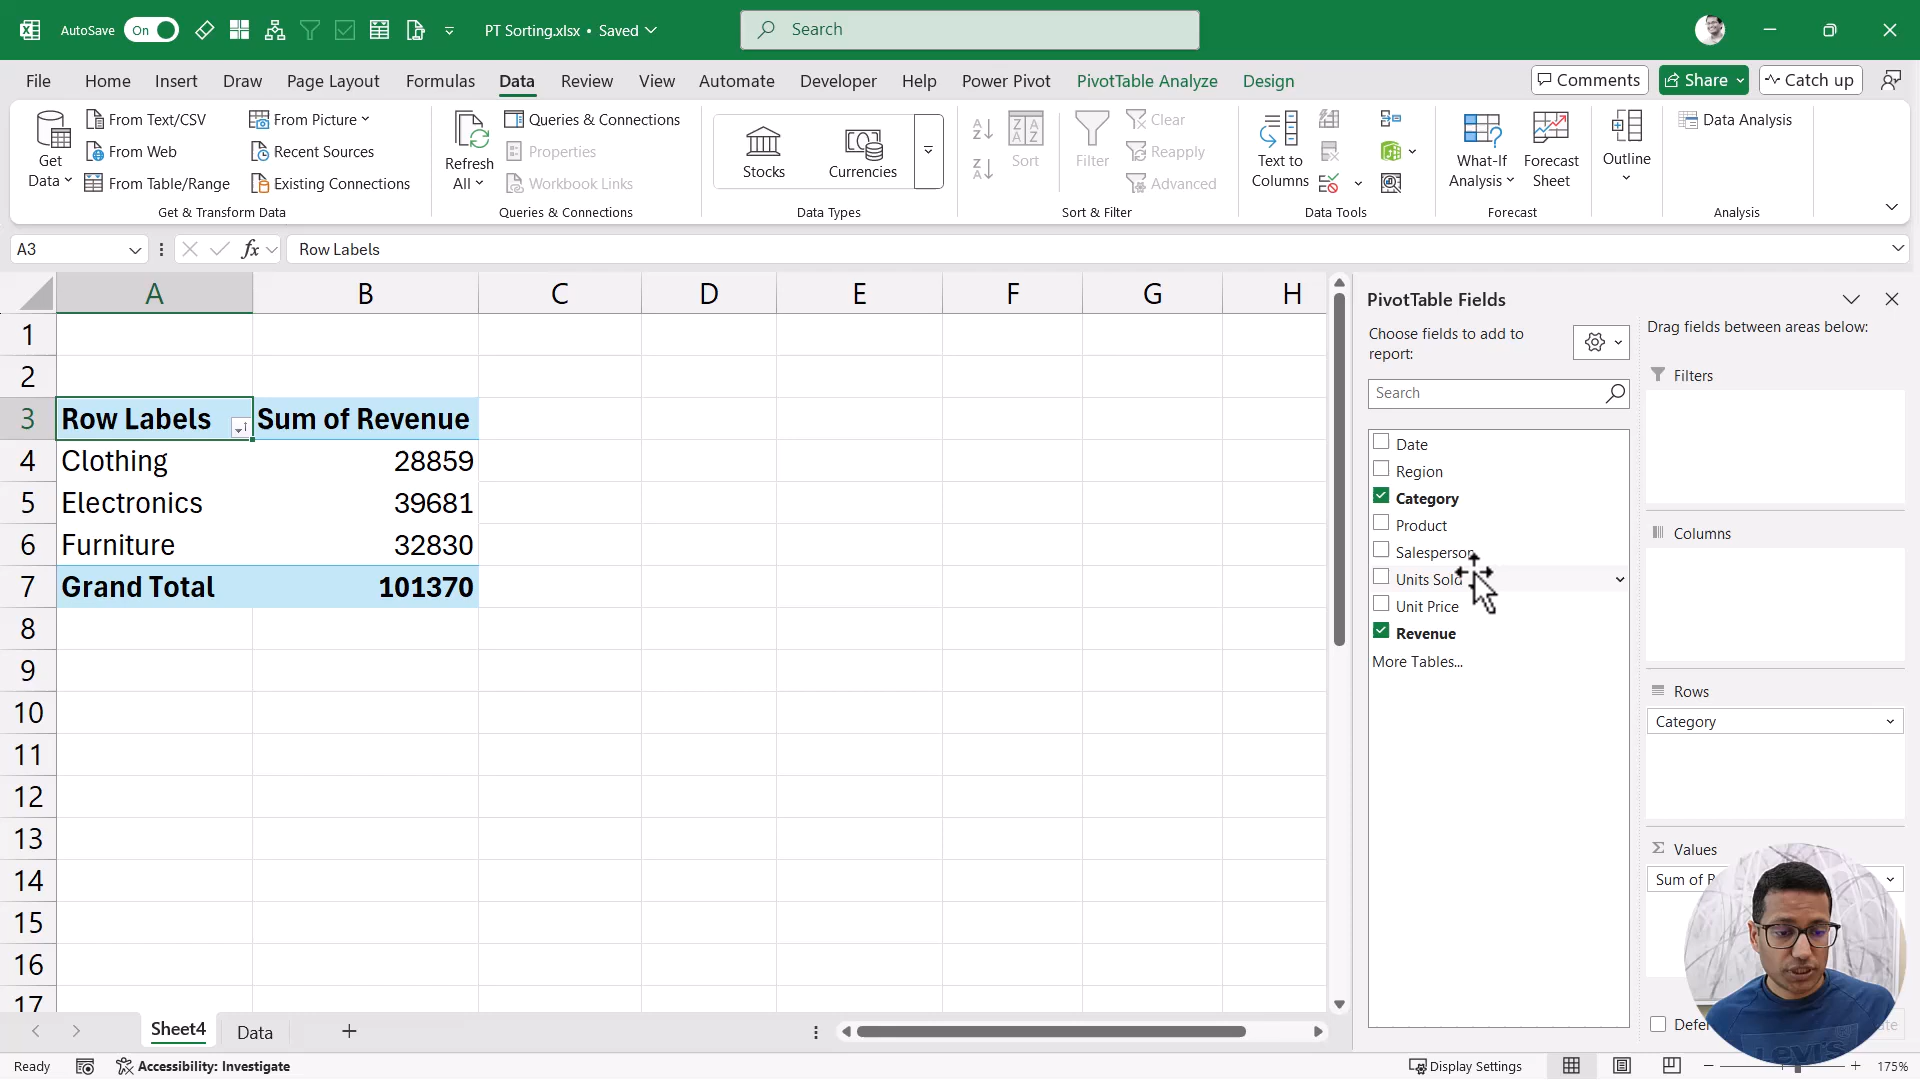 AutoSave On PT Sorting.xlsx • Saved Search
File Home Insert Draw Page Layout Formulas Data Review View Automate Developer Help Power Pivot PivotTable Analyze Design Comments Share Catch up
Get Data
From Text/CSV
From Web
From Table/Range
From Picture
Recent Sources
Existing Connections
Get & Transform Data
Refresh All
Queries & Connections
Properties
Workbook Links
Queries & Connections
Stocks
Currencies
Data Types
Sort
Filter
Clear
Reapply
Advanced
Sort & Filter
Text to Columns
Data Tools
What-If Analysis
Forecast Sheet
Forecast
Outline
Data Analysis
Analysis
A3 fx Row Labels
A B C D E F G H
1
2
3 Row Labels Sum of Revenue
4 Clothing 28859
5 Electronics 39681
6 Furniture 32830
7 Grand Total 101370
8
9
10
11
12
13
14
15
16
17
PivotTable Fields
Choose fields to add to report:
Search
Date
Region
Category
Product
Salesperson
Units Sold
Unit Price
Revenue
More Tables...
Drag fields between areas below:
Filters
Columns
Rows
Category
Values
Sum of
Sheet4 Data
Ready Accessibility: Investigate Display Settings 175%